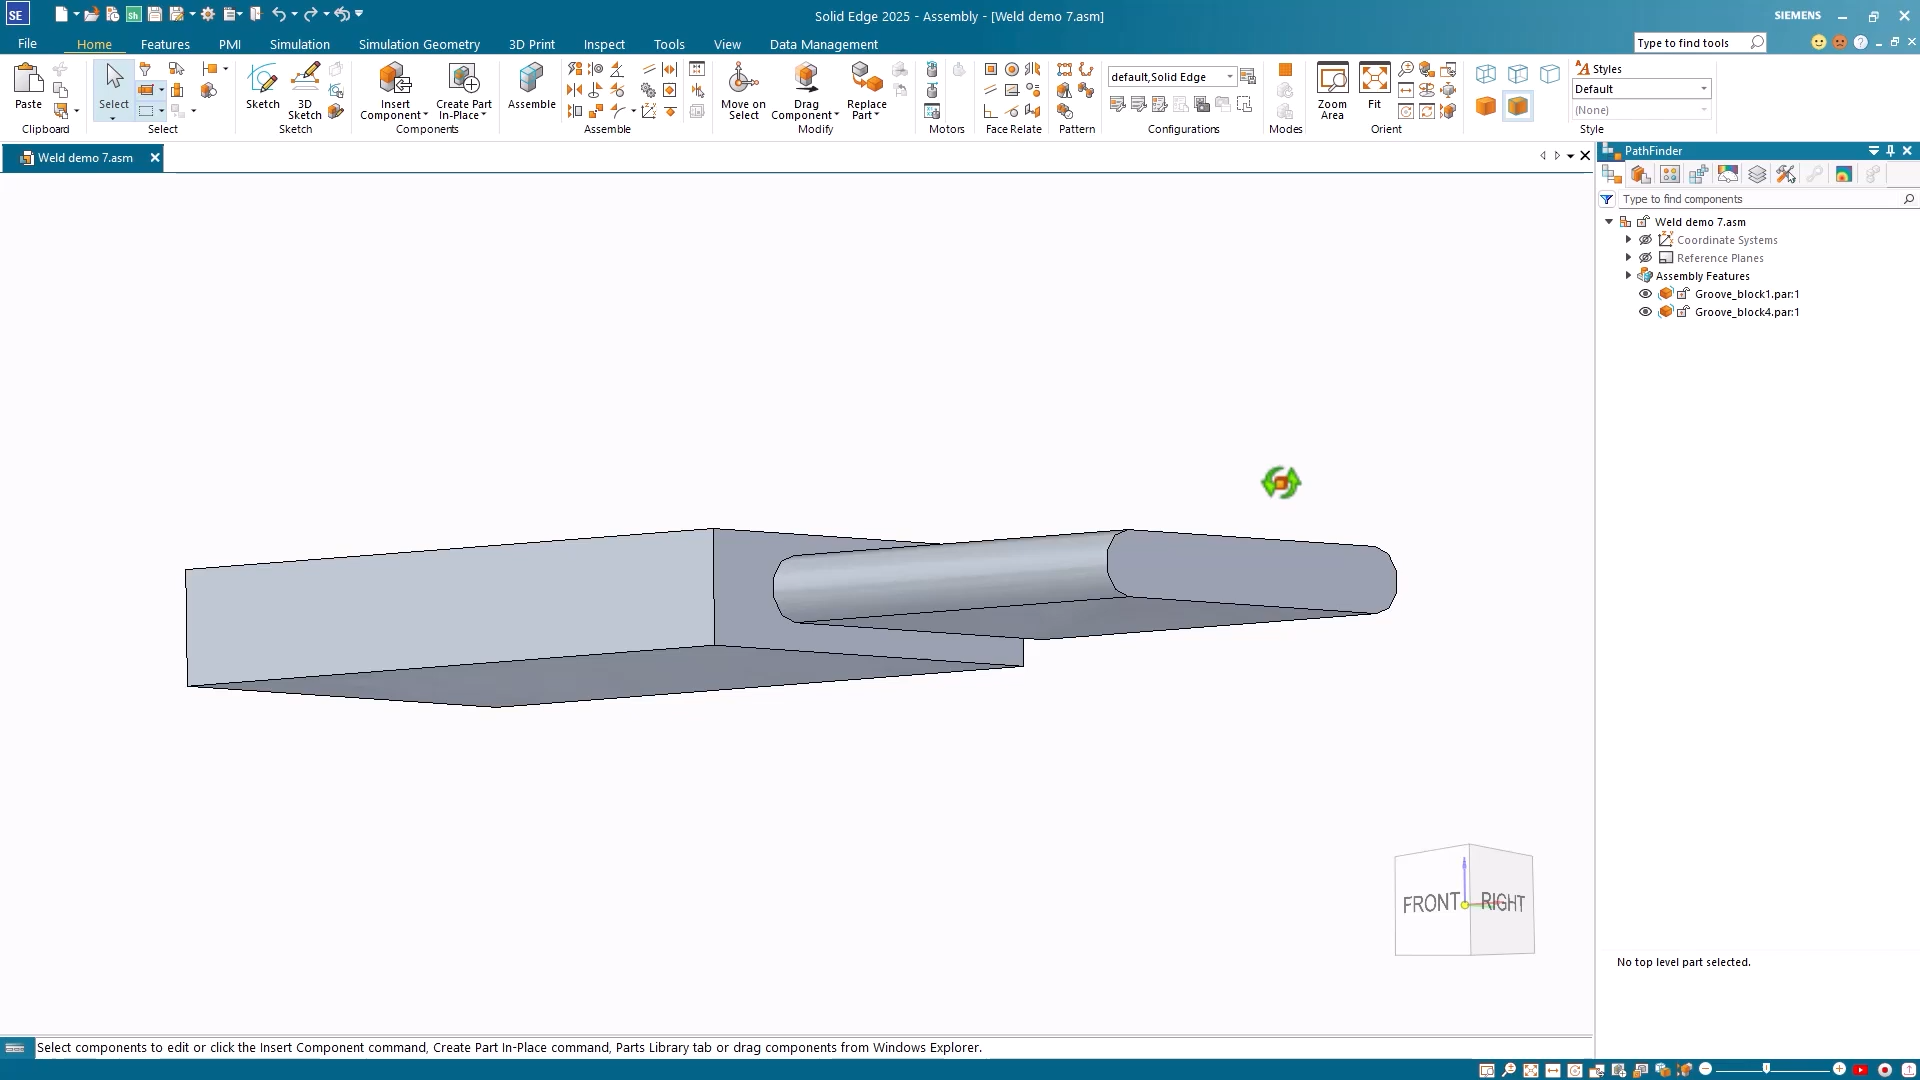 SE
Sh
Solid Edge 2025 - Assembly - [Weld demo 7.asm]
SIEMENS
File
Home
Features
PMI
Simulation
Simulation Geometry
3D Print
Inspect
Tools
View
Data Management
Type to find tools
Paste
Select
Sketch
3D
Sketch
Insert
Component
Create Part
In-Place
Assemble
Move on
Select
Drag
Component
Replace
Part
default,Solid Edge
Zoom
Area
Fit
Styles
Default
(None)
Clipboard
Select
Sketch
Components
Assemble
Modify
Motors
Face Relate
Pattern
Configurations
Modes
Orient
Style
Weld demo 7.asm
PathFinder
Type to find components
Weld demo 7.asm
Coordinate Systems
Reference Planes
Assembly Features
Groove_block1.par:1
Groove_block4.par:1
FRONT
RIGHT
No top level part selected.
Select components to edit or click the Insert Component command, Create Part In-Place command, Parts Library tab or drag components from Windows Explorer.